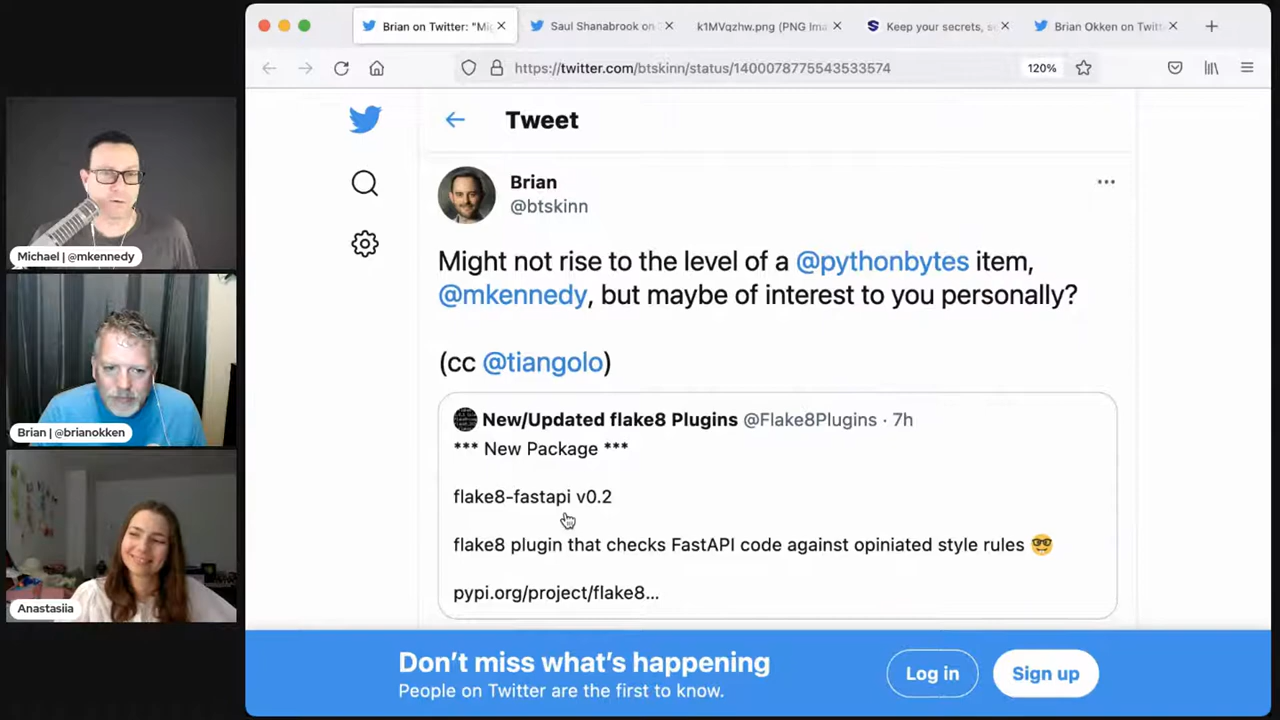 Brian on Twitter: "Mig
Saul Shanabrook on
k1MVqzhw.png (PNG Ima
Keep your secrets, se
Brian Okken on Twitt
https://twitter.com/btskinn/status/1400078775543533574
120%
Tweet
Brian
@btskinn
Might not rise to the level of a @pythonbytes item,
@mkennedy, but maybe of interest to you personally?
(cc @tiangolo)
New/Updated flake8 Plugins @Flake8Plugins · 7h
*** New Package ***
flake8-fastapi v0.2
flake8 plugin that checks FastAPI code against opiniated style rules 🤓
pypi.org/project/flake8...
Don't miss what's happening
People on Twitter are the first to know.
Log in
Sign up
Michael | @mkennedy
Brian | @brianokken
Anastasiia